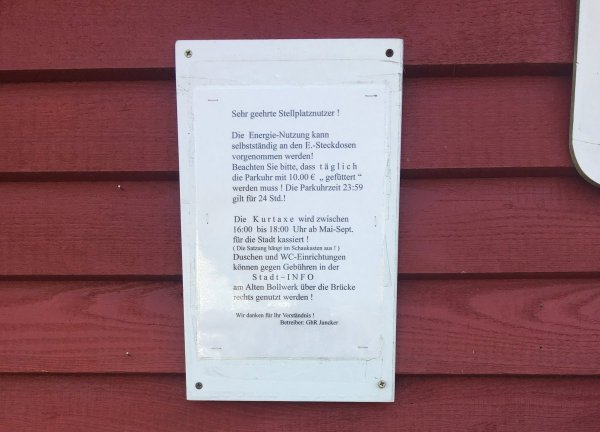 Sehr geehrte Stellplatznutzer !
Die Energie-Nutzung kann
selbstständig an den E.-Steckdosen
vorgenommen werden!
Beachten Sie bitte, dass t ä g l i c h
die Parkuhr mit 10.00 € „ gefüttert “
werden muss ! Die Parkuhrzeit 23:59
gilt für 24 Std.!
Die K u r t a x e wird zwischen
16:00 bis 18:00 Uhr ab Mai-Sept.
für die Stadt kassiert !
( Die Satzung hängt im Schaukasten aus ! )
Duschen und WC-Einrichtungen
können gegen Gebühren in der
S t a d t – I N F O
am Alten Bollwerk über die Brücke
rechts genutzt werden !
Wir danken für Ihr Verständnis !
Betreiber: GbR Jancker